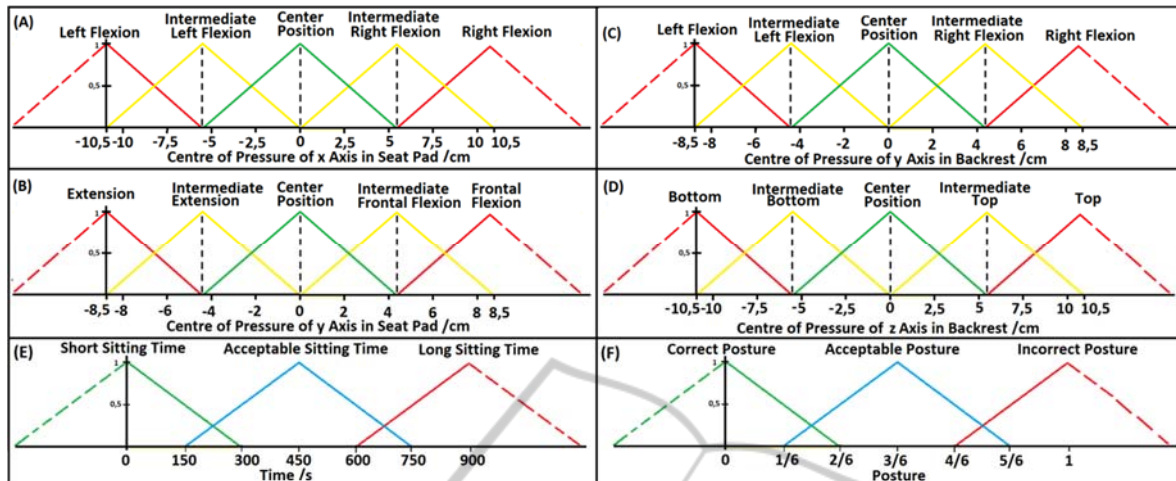 (A)
Left Flexion
Intermediate
Left Flexion
Center
Position
Intermediate
Right Flexion
Right Flexion
1
0,5
-10,5 -10 -7,5 -5 -2,5 0 2,5 5 7,5 10 10,5
Centre of Pressure of x Axis in Seat Pad /cm
(C)
Left Flexion
Intermediate
Left Flexion
Center
Position
Intermediate
Right Flexion
Right Flexion
1
0,5
-8,5 -8 -6 -4 -2 0 2 4 6 8 8,5
Centre of Pressure of y Axis in Backrest /cm
(B)
Extension
Intermediate
Extension
Center
Position
Intermediate
Frontal Flexion
Frontal
Flexion
1
0,5
-8,5 -8 -6 -4 -2 0 2 4 6 8 8,5
Centre of Pressure of y Axis in Seat Pad /cm
(D)
Bottom
Intermediate
Bottom
Center
Position
Intermediate
Top
Top
1
0,5
-10,5 -10 -7,5 -5 -2,5 0 2,5 5 7,5 10 10,5
Centre of Pressure of z Axis in Backrest /cm
(E)
Short Sitting Time
Acceptable Sitting Time
Long Sitting Time
1
0,5
0 150 300 450 600 750 900
Time /s
(F)
Correct Posture
Acceptable Posture
Incorrect Posture
1
0,5
0 1/6 2/6 3/6 4/6 5/6 1
Posture